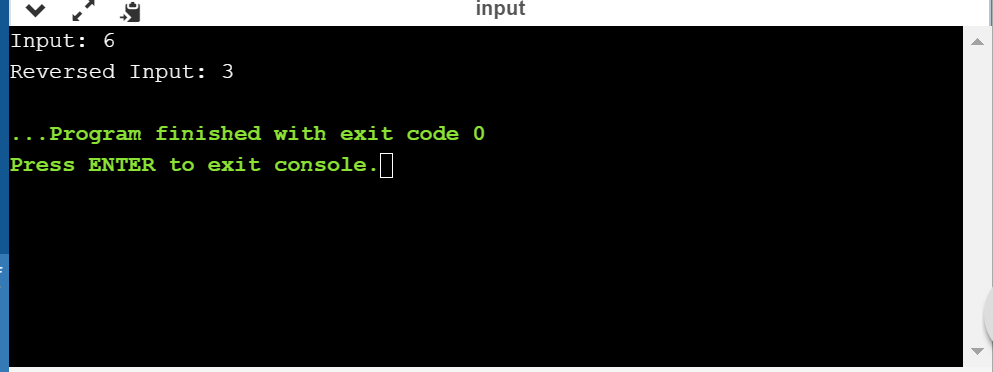 input
Input: 6
Reversed Input: 3
...Program finished with exit code 0
Press ENTER to exit console.